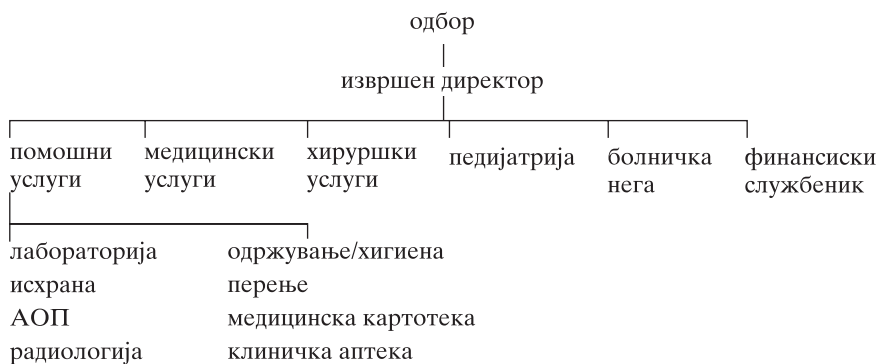 одбор
извршен директор
помошни услуги
медицински услуги
хируршки услуги
педијатрија
болничка нега
финансиски службеник
лабораторија одржување/хигиена
исхрана перење
АОП медицинска картотека
радиологија клиничка аптека